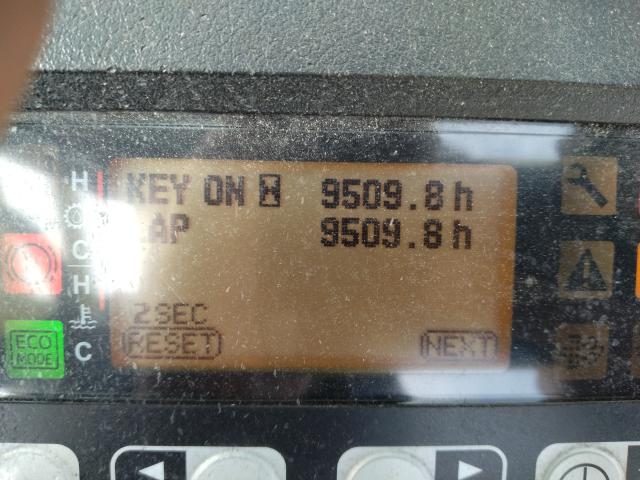 KEY ON 9509.8 h
LAP 9509.8 h
2SEC
RESET NEXT
H
C
H
C
ECO
MODE